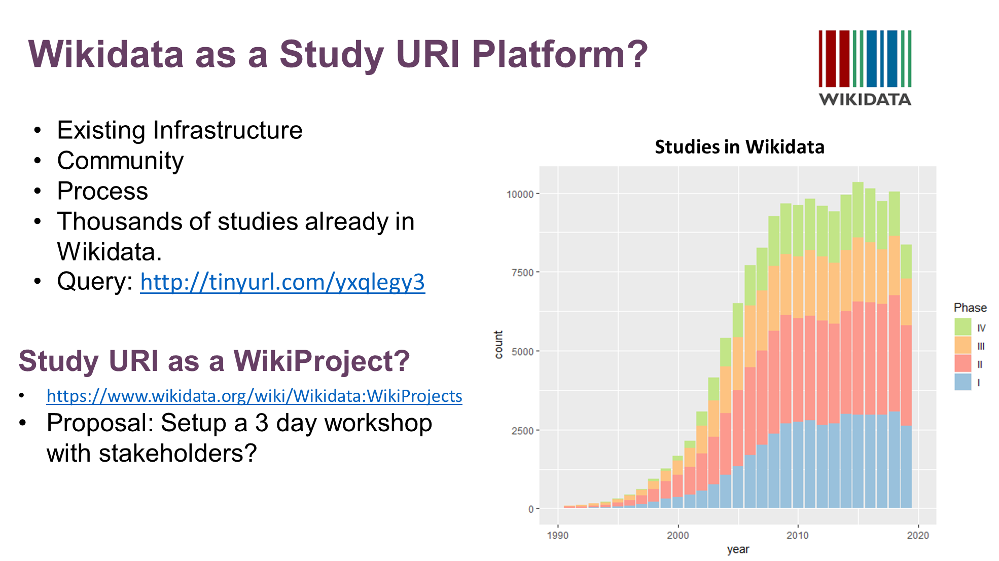 Wikidata as a Study URI Platform?
WIKIDATA
• Existing Infrastructure
• Community
• Process
• Thousands of studies already in
Wikidata.
• Query: http://tinyurl.com/yxqlegy3
Study URI as a WikiProject?
• https://www.wikidata.org/wiki/Wikidata:WikiProjects
• Proposal: Setup a 3 day workshop
with stakeholders?
Studies in Wikidata
10000
7500
5000
2500
0
count
1990 2000 2010 2020
year
Phase
IV
III
II
I